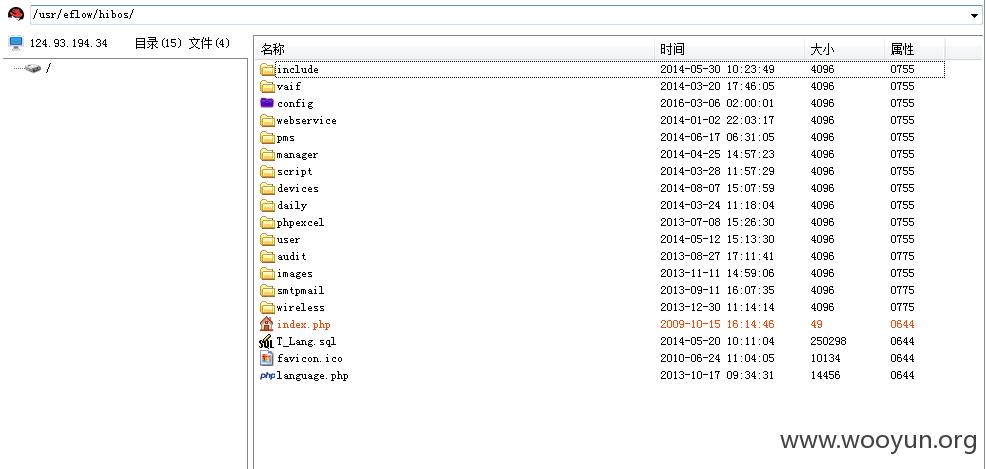 /usr/eflow/hibos/
124.93.194.34 目录(15) 文件(4)
/
名称 时间 大小 属性
include 2014-05-30 10:23:49 4096 0755
vaif 2014-03-20 17:46:05 4096 0755
config 2016-03-06 02:00:01 4096 0755
webservice 2014-01-02 22:03:17 4096 0755
pms 2014-06-17 06:31:05 4096 0755
manager 2014-04-25 14:57:23 4096 0755
script 2014-03-28 11:57:29 4096 0755
devices 2014-08-07 15:07:59 4096 0755
daily 2014-03-24 11:18:04 4096 0755
phpexcel 2013-07-08 15:26:30 4096 0755
user 2014-05-12 15:13:30 4096 0755
audit 2013-08-27 17:11:41 4096 0775
images 2013-11-11 14:59:06 4096 0755
smtpmail 2013-09-11 16:07:35 4096 0775
wireless 2013-12-30 11:14:14 4096 0775
index.php 2009-10-15 16:14:46 49 0644
SQL T_Lang.sql 2014-05-20 10:11:04 250298 0644
favicon.ico 2010-06-24 11:04:05 10134 0644
php language.php 2013-10-17 09:34:31 14456 0644
www.wooyun.org